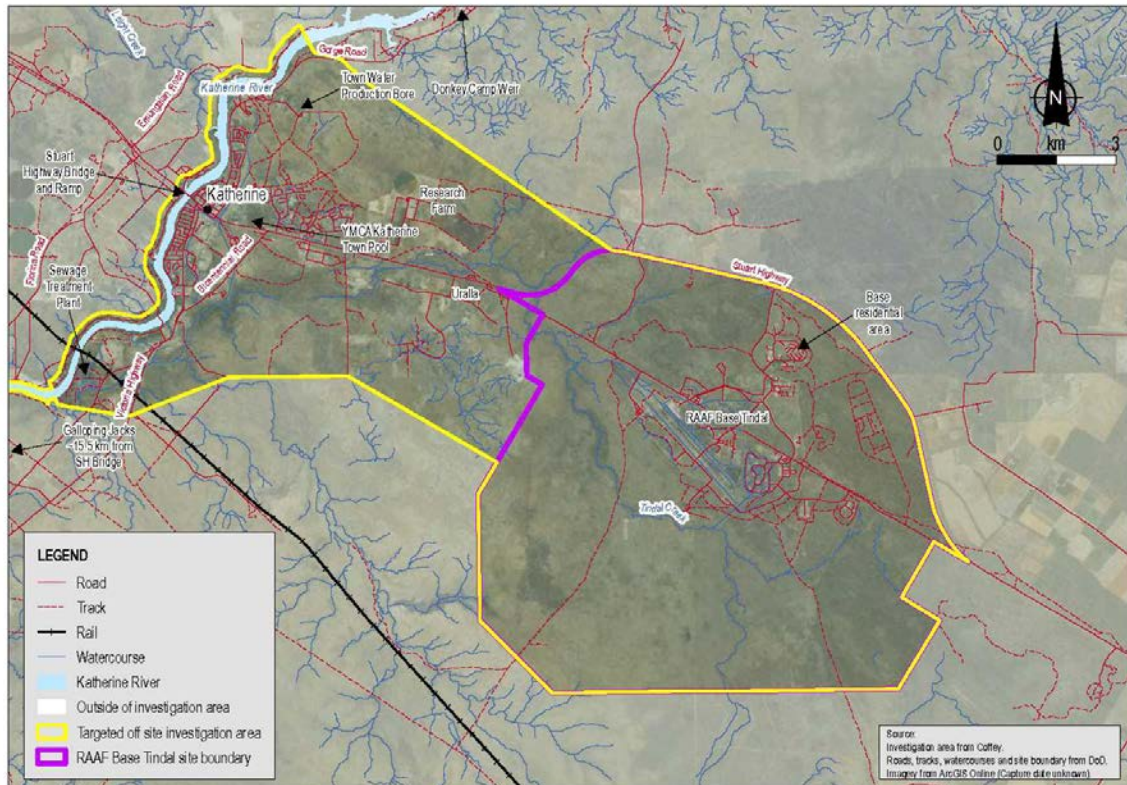 Leight Creek
Gorge Road
Katherine River
Emungalan Road
Town Water
Production Bore
Donkey Camp Weir
N
0 km 3
Stuart
Highway Bridge
and Ramp
Katherine
Research
Farm
YMCA Katherine
Town Pool
Florina Road
Bicentennial Road
Sewage
Treatment
Plant
Uralla
Stuart Highway
Base
residential
area
Victoria Highway
RAAF Base Tindal
Galloping Jacks
~15.5 km from
SH Bridge
Tindal Creek
LEGEND
Road
Track
Rail
Watercourse
Katherine River
Outside of investigation area
Targeted off site investigation area
RAAF Base Tindal site boundary
Source:
Investigation area from Coffey.
Roads, tracks, watercourses and site boundary from DoD.
Imagery from ArcGIS Online (Capture date unknown)